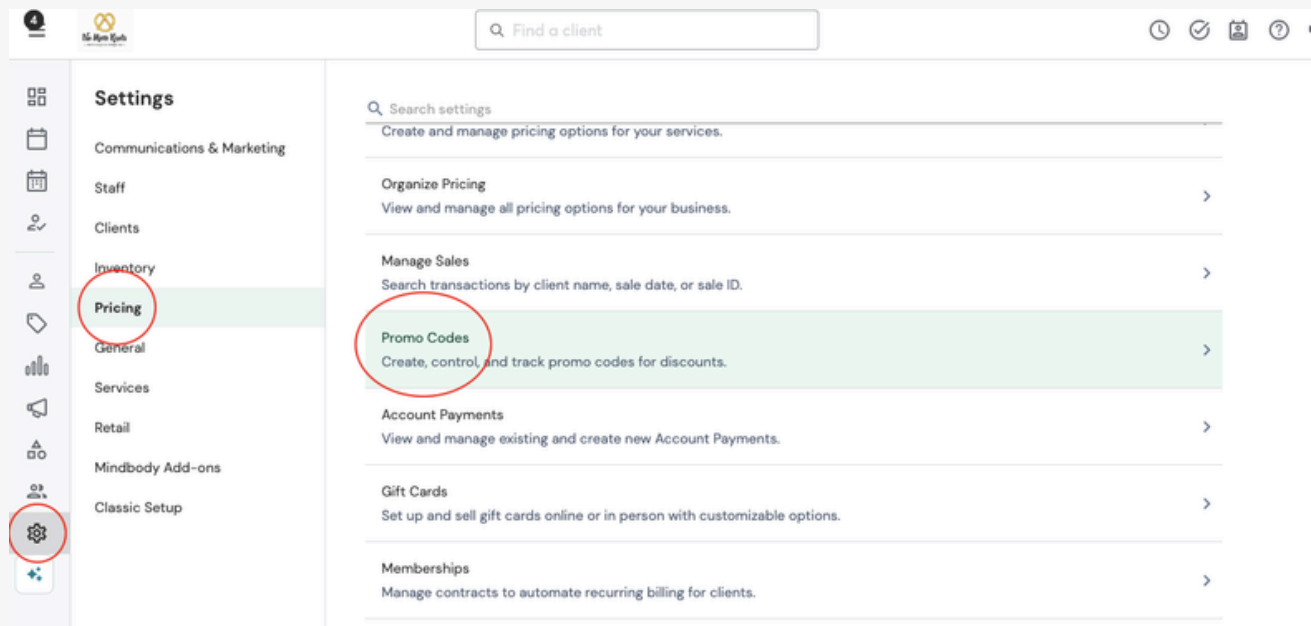 4
No More Knots
Find a client
Settings
Communications & Marketing
Staff
Clients
Inventory
Pricing
General
Services
Retail
Mindbody Add-ons
Classic Setup
Search settings
Create and manage pricing options for your services.
Organize Pricing
View and manage all pricing options for your business.
Manage Sales
Search transactions by client name, sale date, or sale ID.
Promo Codes
Create, control, and track promo codes for discounts.
Account Payments
View and manage existing and create new Account Payments.
Gift Cards
Set up and sell gift cards online or in person with customizable options.
Memberships
Manage contracts to automate recurring billing for clients.